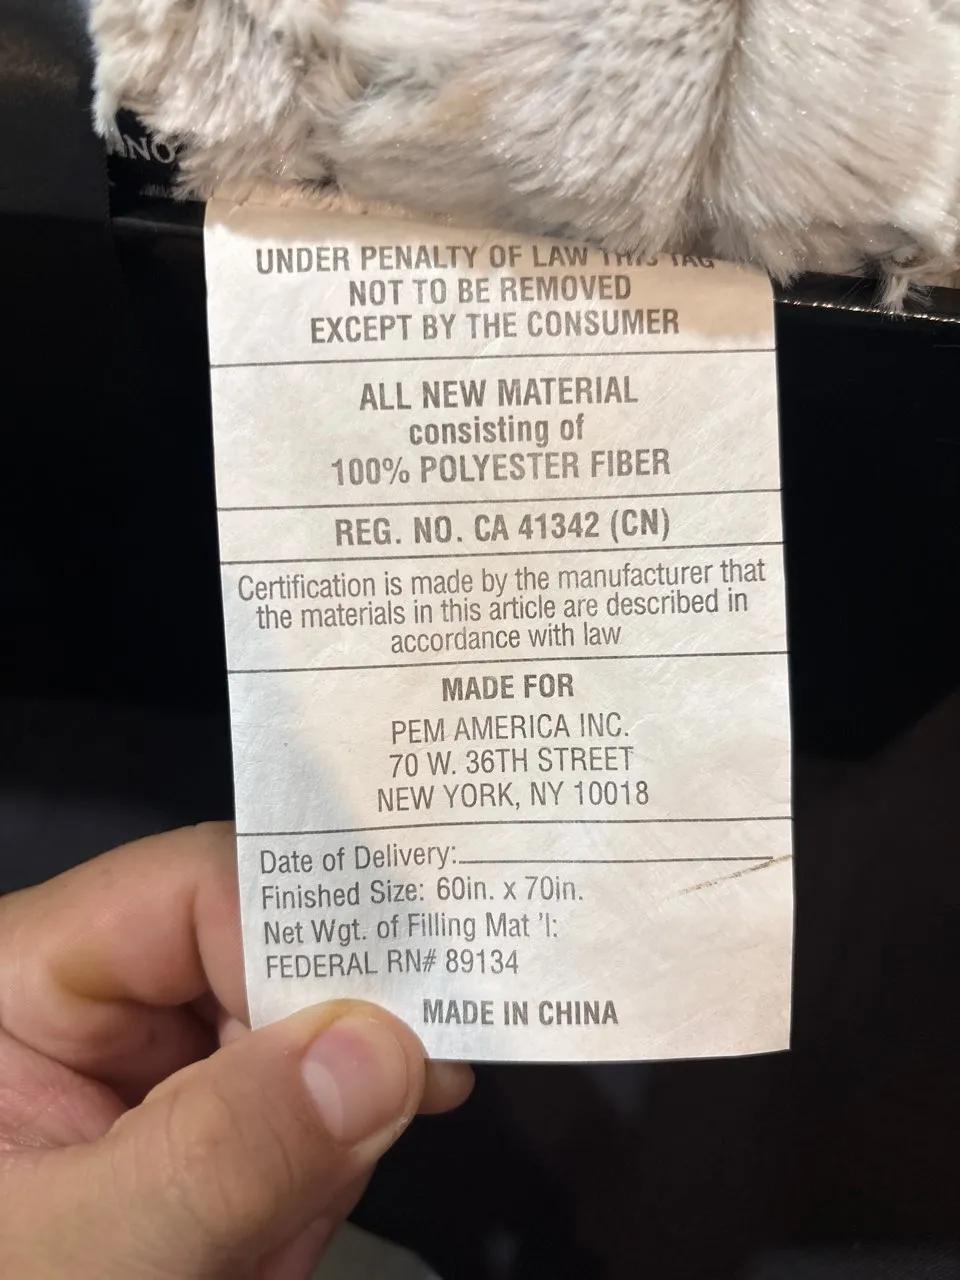 UNDER PENALTY OF LAW THIS TAG
NOT TO BE REMOVED
EXCEPT BY THE CONSUMER
ALL NEW MATERIAL
consisting of
100% POLYESTER FIBER
REG. NO. CA 41342 (CN)
Certification is made by the manufacturer that
the materials in this article are described in
accordance with law
MADE FOR
PEM AMERICA INC.
70 W. 36TH STREET
NEW YORK, NY 10018
Date of Delivery:
Finished Size: 60in. x 70in.
Net Wgt. of Filling Mat 'l:
FEDERAL RN# 89134
MADE IN CHINA